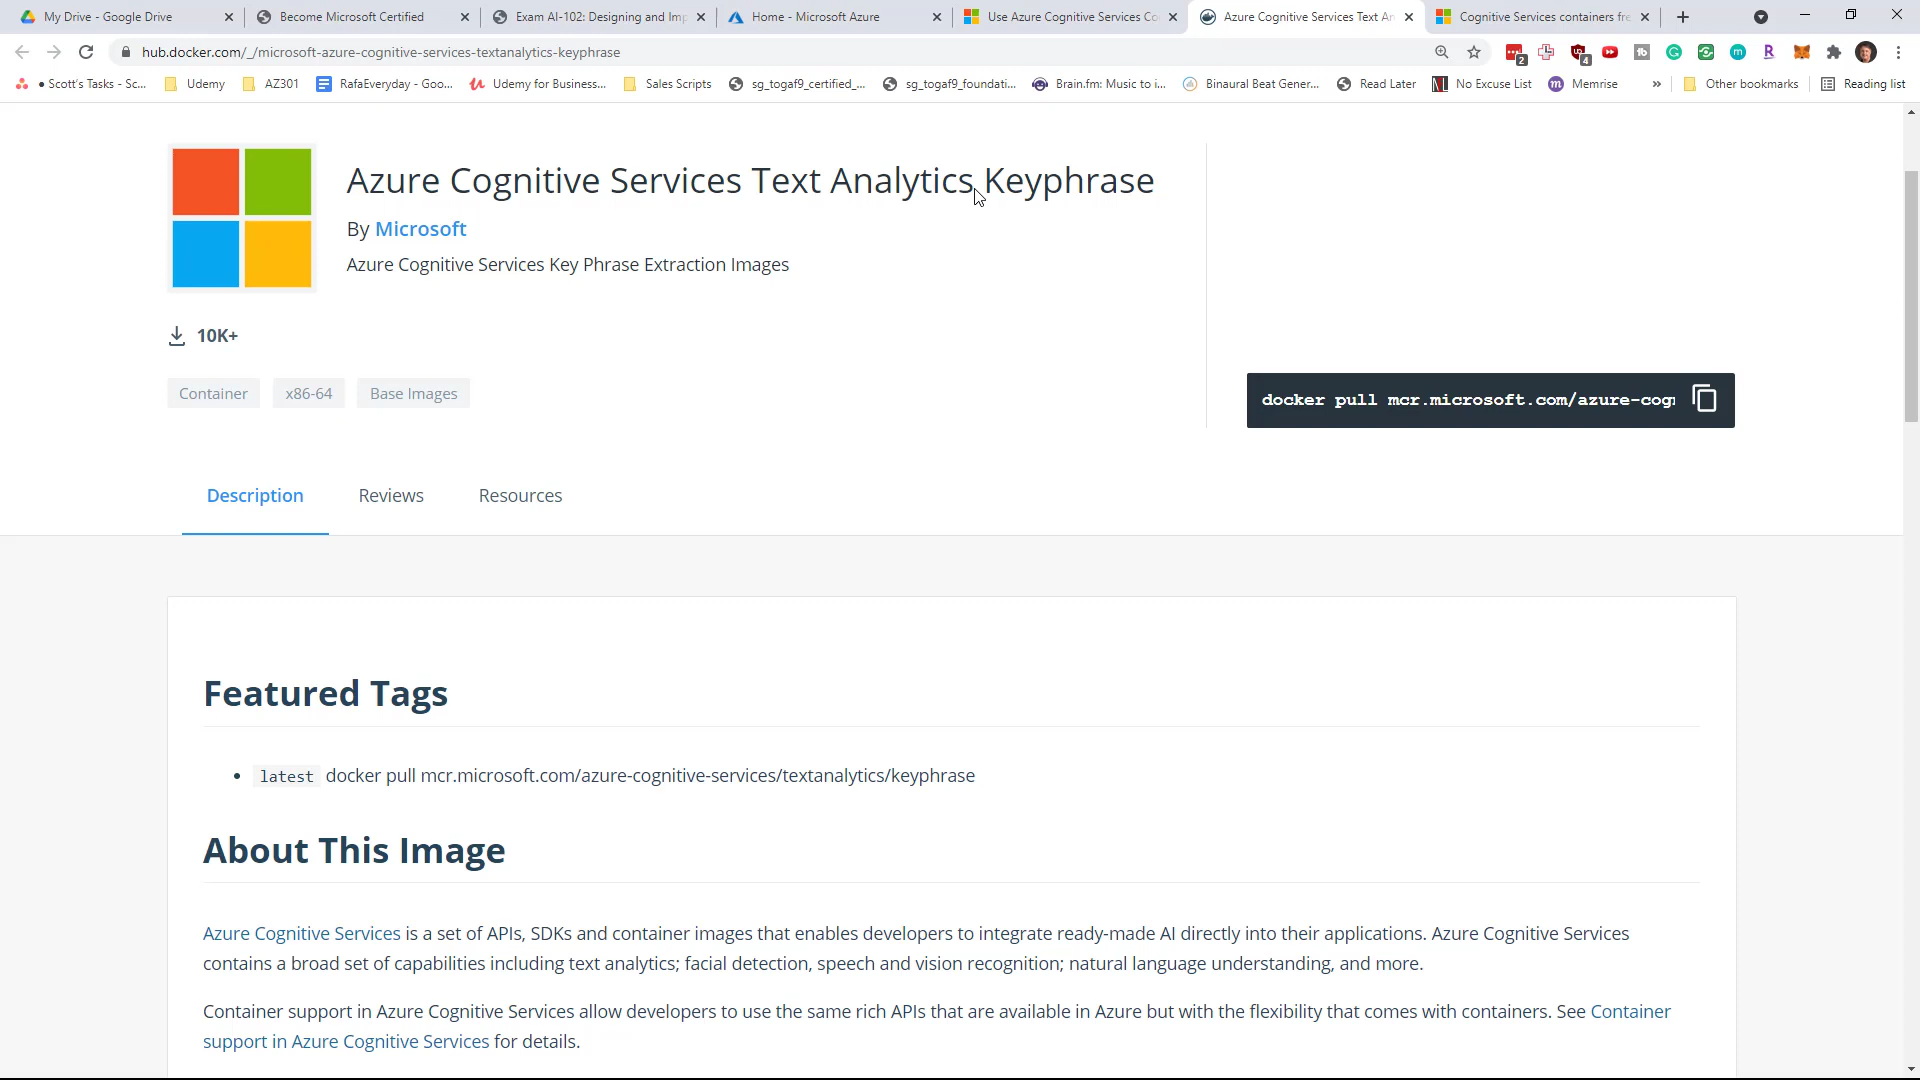 My Drive - Google Drive
Become Microsoft Certified
Exam AI-102: Designing and Imp
Home - Microsoft Azure
Use Azure Cognitive Services Co
Azure Cognitive Services Text An
Cognitive Services containers fre
hub.docker.com/_/microsoft-azure-cognitive-services-textanalytics-keyphrase
2
4
• Scott's Tasks - Sc...
Udemy
AZ301
RafaEveryday - Goo...
Udemy for Business...
Sales Scripts
sg_togaf9_certified_...
sg_togaf9_foundati...
Brain.fm: Music to i...
Binaural Beat Gener...
Read Later
No Excuse List
Memrise
»
Other bookmarks
Reading list
Azure Cognitive Services Text Analytics Keyphrase
By Microsoft
Azure Cognitive Services Key Phrase Extraction Images
10K+
Container
x86-64
Base Images
docker pull mcr.microsoft.com/azure-cogn
Description
Reviews
Resources
Featured Tags
• latest docker pull mcr.microsoft.com/azure-cognitive-services/textanalytics/keyphrase
About This Image
Azure Cognitive Services is a set of APIs, SDKs and container images that enables developers to integrate ready-made AI directly into their applications. Azure Cognitive Services
contains a broad set of capabilities including text analytics; facial detection, speech and vision recognition; natural language understanding, and more.
Container support in Azure Cognitive Services allow developers to use the same rich APIs that are available in Azure but with the flexibility that comes with containers. See Container
support in Azure Cognitive Services for details.